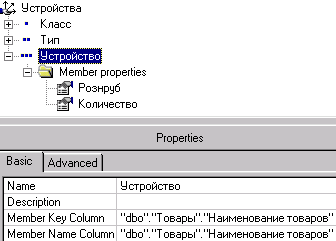 Устройства
Класс
Тип
Устройство
Member properties
Рознруб
Количество
Properties
Basic
Advanced
Name Устройство
Description
Member Key Column "dbo"."Товары"."Наименование товаров"
Member Name Column "dbo"."Товары"."Наименование товаров"